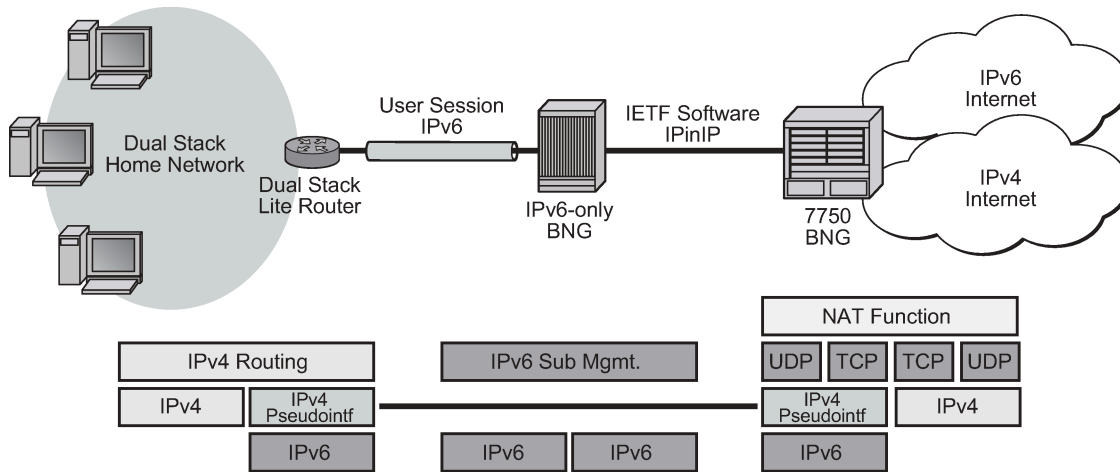 Dual Stack
Home Network
Dual Stack
Lite Router
User Session
IPv6
IPv6-only
BNG
IETF Software
IPinIP
7750
BNG
IPv6
Internet
IPv4
Internet
NAT Function
IPv4 Routing
IPv6 Sub Mgmt.
UDP
TCP
TCP
UDP
IPv4
IPv4
Pseudointf
IPv4
Pseudointf
IPv4
IPv6
IPv6
IPv6
IPv6